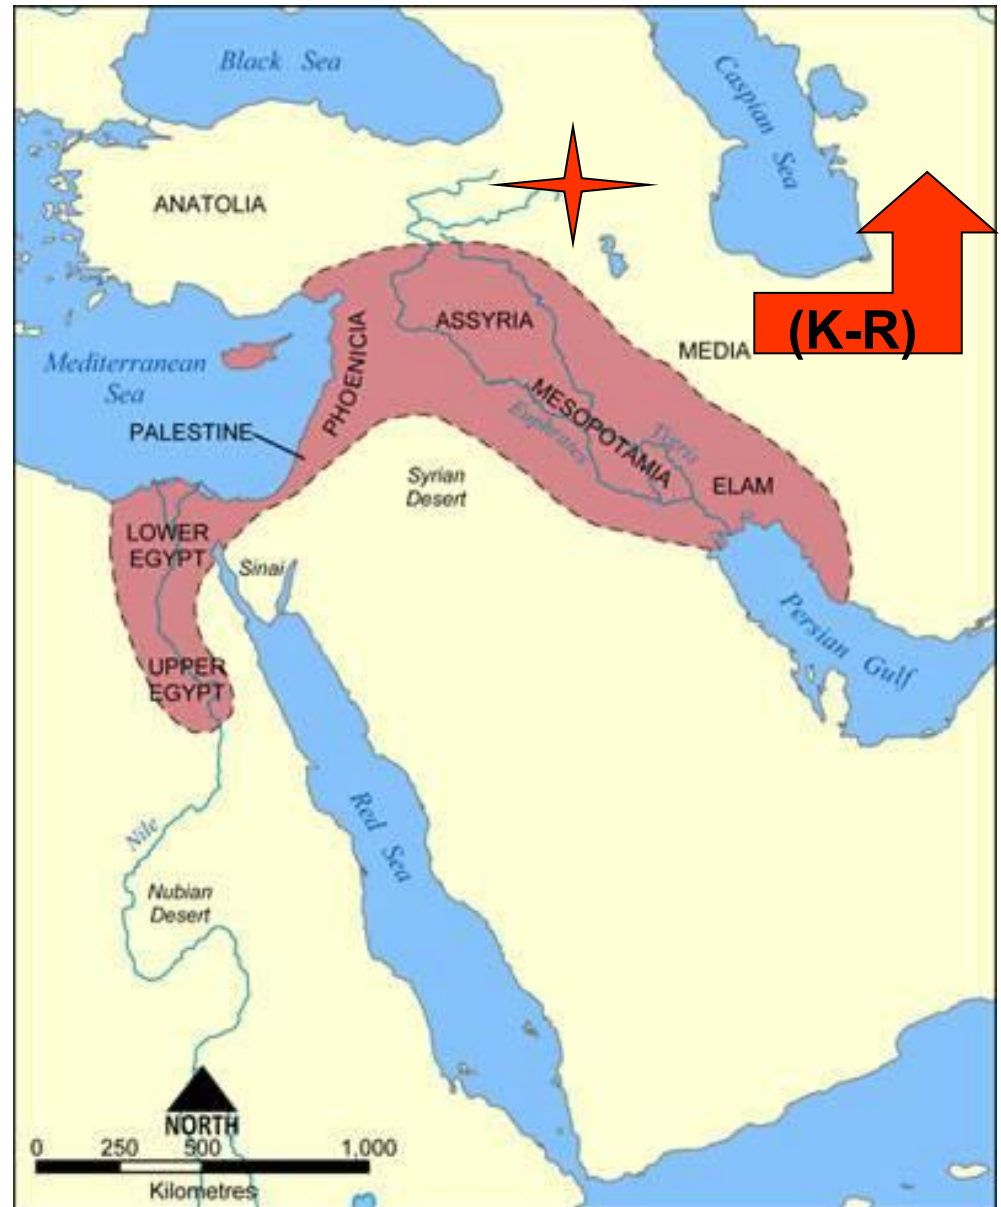 Black Sea
Caspian
Sea
ANATOLIA
(K-R)
ASSYRIA
MEDIA
PHOENICIA
Mediterranean
Sea
MESOPOTAMIA
Euphrates
Tigris
PALESTINE
Syrian
Desert
ELAM
LOWER
EGYPT
Sinai
Persian Gulf
UPPER
EGYPT
Red Sea
Nile
Nubian
Desert
NORTH
0 250 500 1,000
Kilometres